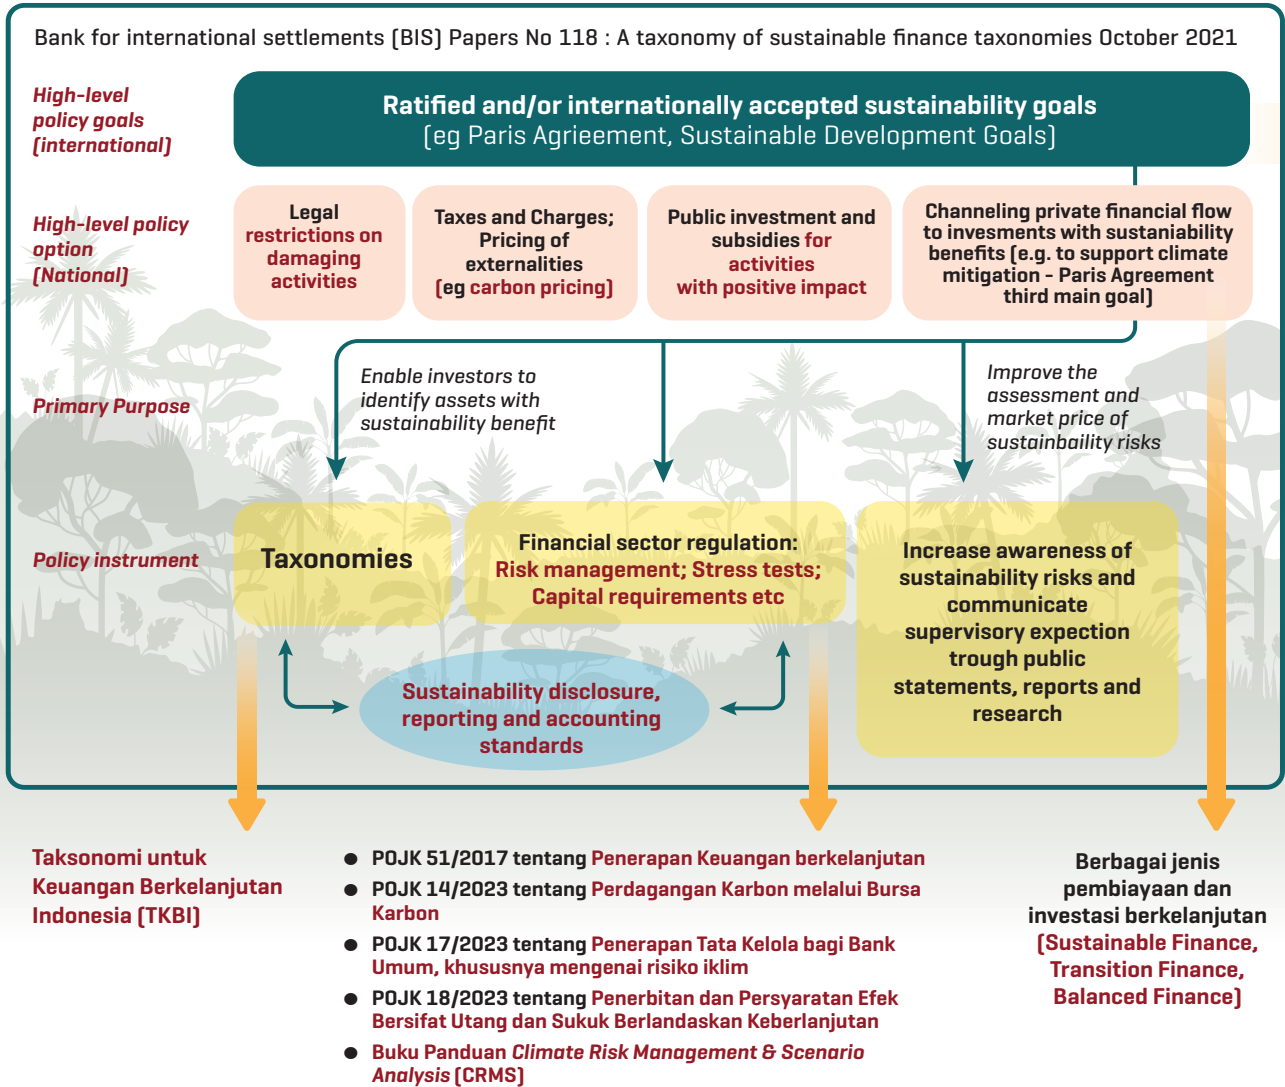 Bank for international settlements (BIS) Papers No 118 : A taxonomy of sustainable finance taxonomies October 2021
High-level
policy goals
(international)
Ratified and/or internationally accepted sustainability goals
(eg Paris Agrieement, Sustainable Development Goals)
High-level policy
option
(National)
Legal
restrictions on
damaging
activities
Taxes and Charges;
Pricing of
externalities
(eg carbon pricing)
Public investment and
subsidies for
activities
with positive impact
Channeling private financial flow
to invesments with sustaniability
benefits (e.g. to support climate
mitigation - Paris Agreement
third main goal)
Primary Purpose
Enable investors to
identify assets with
sustainability benefit
Improve the
assessment and
market price of
sustainbaility risks
Policy instrument
Taxonomies
Financial sector regulation:
Risk management; Stress tests;
Capital requirements etc
Increase awareness of
sustainability risks and
communicate
supervisory expection
trough public
statements, reports and
research
Sustainability disclosure,
reporting and accounting
standards
Taksonomi untuk
Keuangan Berkelanjutan
Indonesia (TKBI)
● POJK 51/2017 tentang Penerapan Keuangan berkelanjutan
● POJK 14/2023 tentang Perdagangan Karbon melalui Bursa
Karbon
● POJK 17/2023 tentang Penerapan Tata Kelola bagi Bank
Umum, khususnya mengenai risiko iklim
● POJK 18/2023 tentang Penerbitan dan Persyaratan Efek
Bersifat Utang dan Sukuk Berlandaskan Keberlanjutan
● Buku Panduan Climate Risk Management & Scenario
Analysis (CRMS)
Berbagai jenis
pembiayaan dan
investasi berkelanjutan
(Sustainable Finance,
Transition Finance,
Balanced Finance)